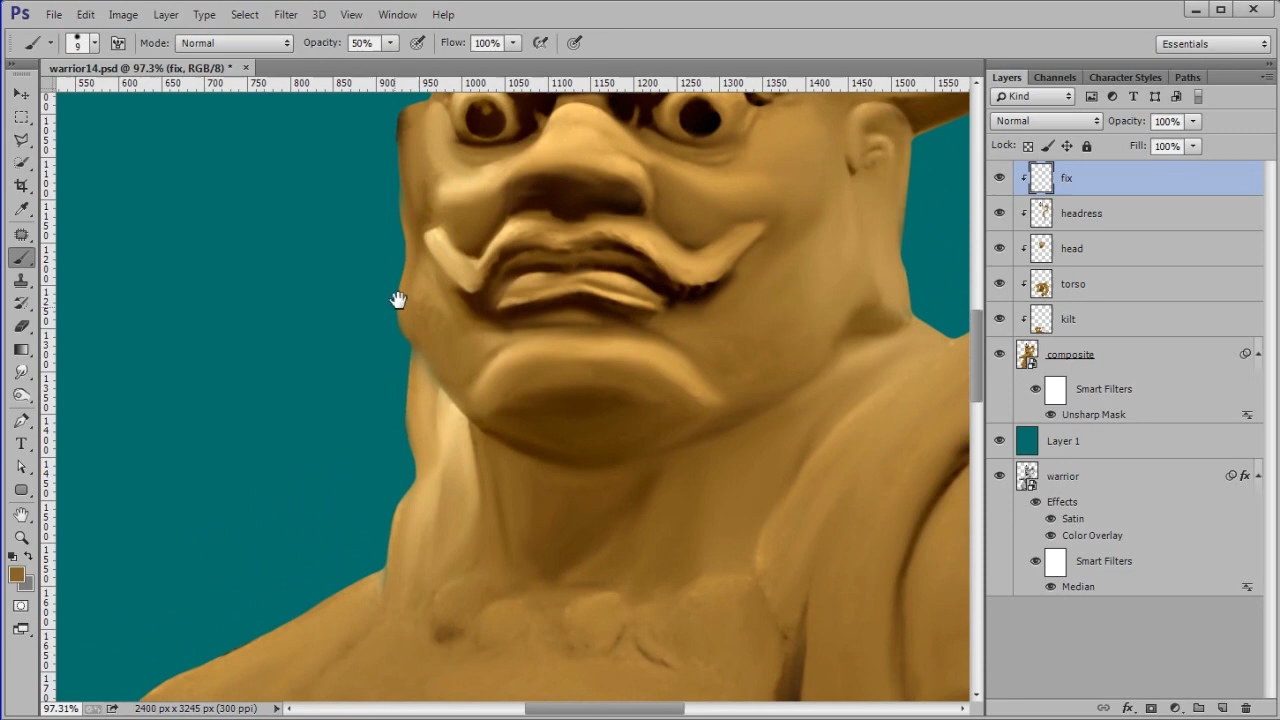 Ps File Edit Image Layer Type Select Filter 3D View Window Help
9 Mode: Normal Opacity: 50% Flow: 100% Essentials
warrior14.psd @ 97.3% (fix, RGB/8) * ×
550 600 650 700 750 800 850 900 950 1000 1050 1100 1150 1200 1250 1300 1350 1400 1450 1500 1550
Layers Channels Character Styles Paths
Kind
Normal Opacity: 100%
Lock: Fill: 100%
fix
headress
head
torso
kilt
composite
Smart Filters
Unsharp Mask
Layer 1
warrior fx
Effects
Satin
Color Overlay
Smart Filters
Median
97.31% 2400 px x 3245 px (300 ppi)